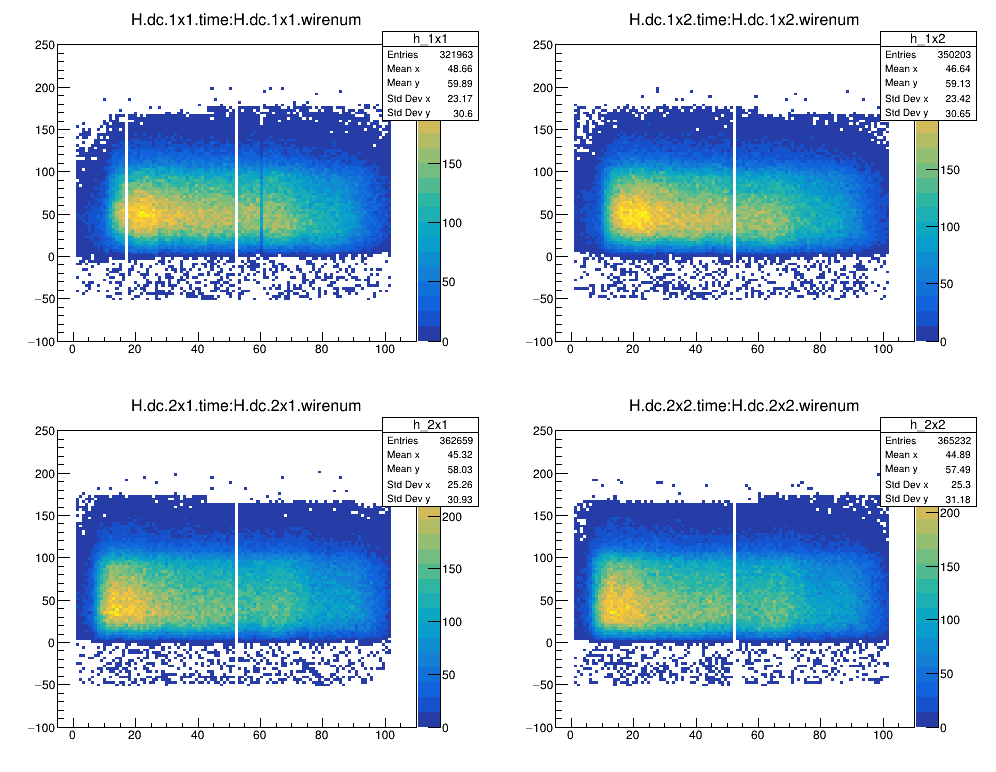 H.dc.1x1.time:H.dc.1x1.wirenum
h_1x1
Entries 321963
Mean x 48.66
Mean y 59.89
Std Dev x 23.17
Std Dev y 30.6
250
200
150
100
50
0
−50
−100
0 20 40 60 80 100
150
100
50
0
H.dc.1x2.time:H.dc.1x2.wirenum
h_1x2
Entries 350203
Mean x 46.64
Mean y 59.13
Std Dev x 23.42
Std Dev y 30.65
250
200
150
100
50
0
−50
−100
0 20 40 60 80 100
150
100
50
0
H.dc.2x1.time:H.dc.2x1.wirenum
h_2x1
Entries 362659
Mean x 45.32
Mean y 58.03
Std Dev x 25.26
Std Dev y 30.93
250
200
150
100
50
0
−50
−100
0 20 40 60 80 100
200
150
100
50
0
H.dc.2x2.time:H.dc.2x2.wirenum
h_2x2
Entries 365232
Mean x 44.89
Mean y 57.49
Std Dev x 25.3
Std Dev y 31.18
250
200
150
100
50
0
−50
−100
0 20 40 60 80 100
200
150
100
50
0